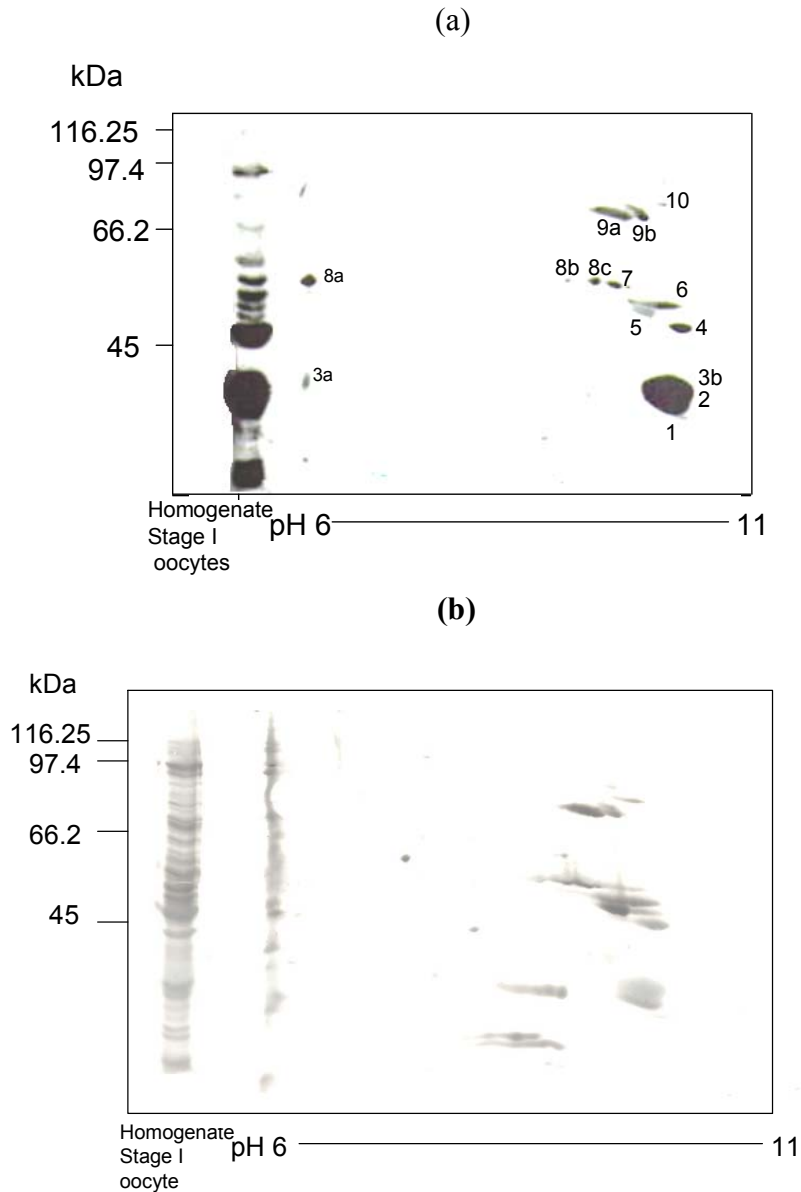 (a)
kDa
116.25
97.4
66.2
45
10
9a 9b
8b 8c 7
8a
6
5
4
3a
3b
2
1
Homogenate
Stage I
oocytes
pH 6 11
(b)
kDa
116.25
97.4
66.2
45
Homogenate
Stage I
oocyte
pH 6 11